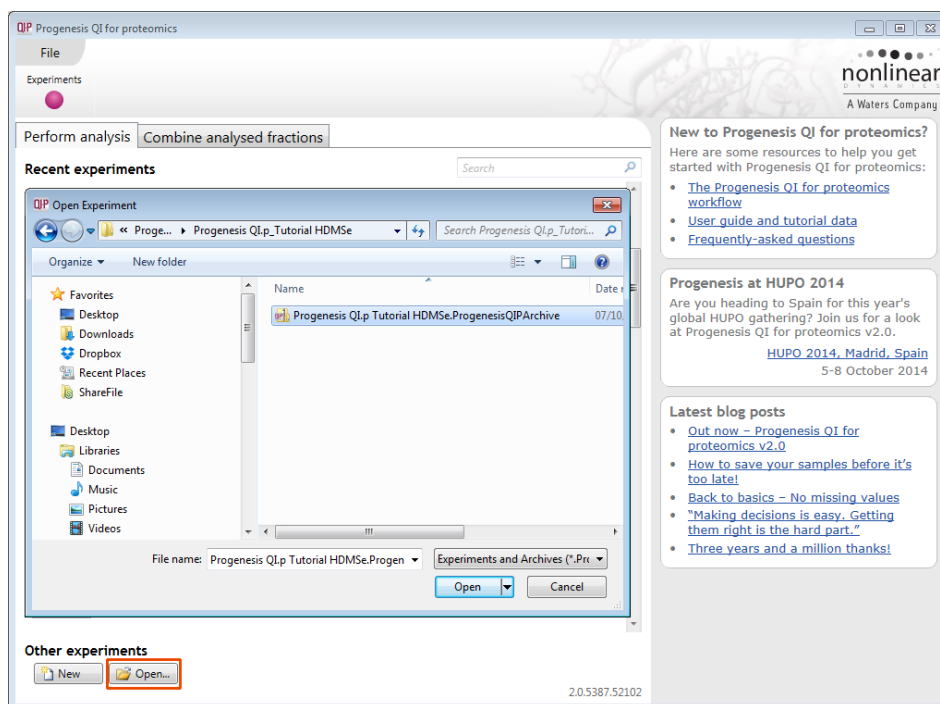 QIP Progenesis QI for proteomics
File
Experiments
nonlinear
DYNAMICS
A Waters Company
Perform analysis
Combine analysed fractions
Recent experiments
Search
QIP Open Experiment
« Proge... Progenesis QI.p_Tutorial HDMSe
Search Progenesis QI.p_Tutori...
Organize
New folder
Name
Date
Favorites
Desktop
Downloads
Dropbox
Recent Places
ShareFile
Desktop
Libraries
Documents
Music
Pictures
Videos
Progenesis QI.p Tutorial HDMSe.ProgenesisQIPArchive
07/10.
File name:
Progenesis QI.p Tutorial HDMSe.Progen
Experiments and Archives (*.Pro
Open
Cancel
Other experiments
New
Open...
2.0.5387.52102
New to Progenesis QI for proteomics?
Here are some resources to help you get
started with Progenesis QI for proteomics:
• The Progenesis QI for proteomics
workflow
• User guide and tutorial data
• Frequently-asked questions
Progenesis at HUPO 2014
Are you heading to Spain for this year's
global HUPO gathering? Join us for a look
at Progenesis QI for proteomics v2.0.
HUPO 2014, Madrid, Spain
5-8 October 2014
Latest blog posts
• Out now – Progenesis QI for
proteomics v2.0
• How to save your samples before it's
too late!
• Back to basics – No missing values
• “Making decisions is easy. Getting
them right is the hard part.”
• Three years and a million thanks!